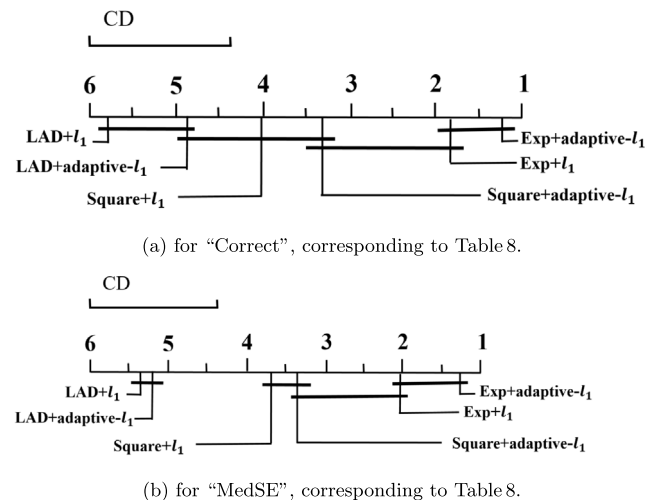 CD
6 5 4 3 2 1
LAD+l₁ Exp+adaptive-l₁
LAD+adaptive-l₁ Exp+l₁
Square+l₁ Square+adaptive-l₁
(a) for “Correct”, corresponding to Table 8.
CD
6 5 4 3 2 1
LAD+l₁ Exp+adaptive-l₁
LAD+adaptive-l₁ Exp+l₁
Square+l₁ Square+adaptive-l₁
(b) for “MedSE”, corresponding to Table 8.